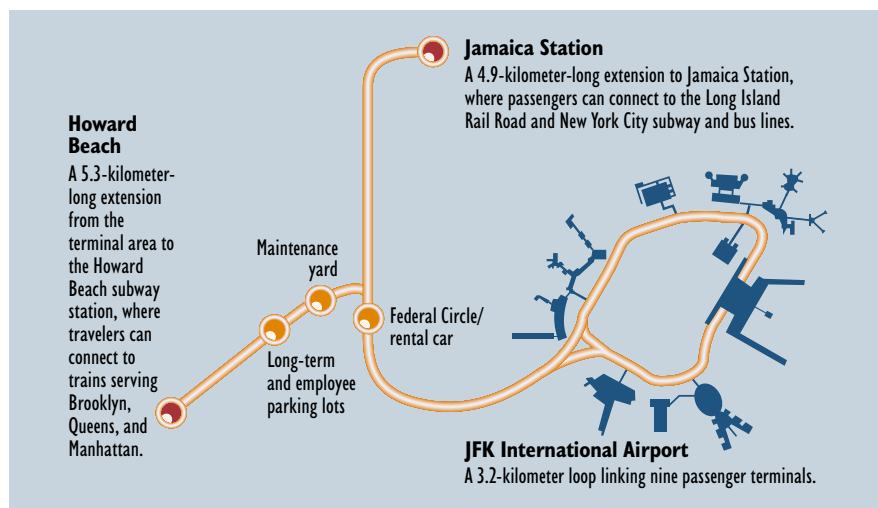 Jamaica Station
A 4.9-kilometer-long extension to Jamaica Station,
where passengers can connect to the Long Island
Rail Road and New York City subway and bus lines.
Howard
Beach
A 5.3-kilometer-
long extension
from the
terminal area to
the Howard
Beach subway
station, where
travelers can
connect to
trains serving
Brooklyn,
Queens, and
Manhattan.
Maintenance
yard
Federal Circle/
rental car
Long-term
and employee
parking lots
JFK International Airport
A 3.2-kilometer loop linking nine passenger terminals.